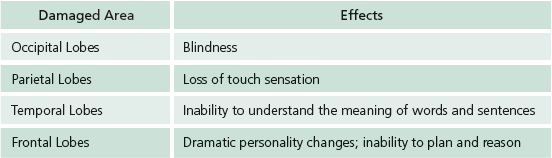 Damaged Area Effects
Occipital Lobes Blindness
Parietal Lobes Loss of touch sensation
Temporal Lobes Inability to understand the meaning of words and sentences
Frontal Lobes Dramatic personality changes; inability to plan and reason